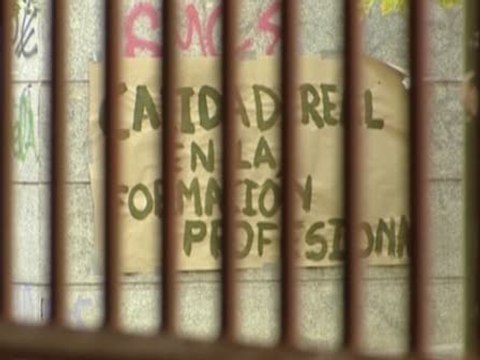 CALIDAD REAL
EN LA
FORMACION
PROFESIONAL